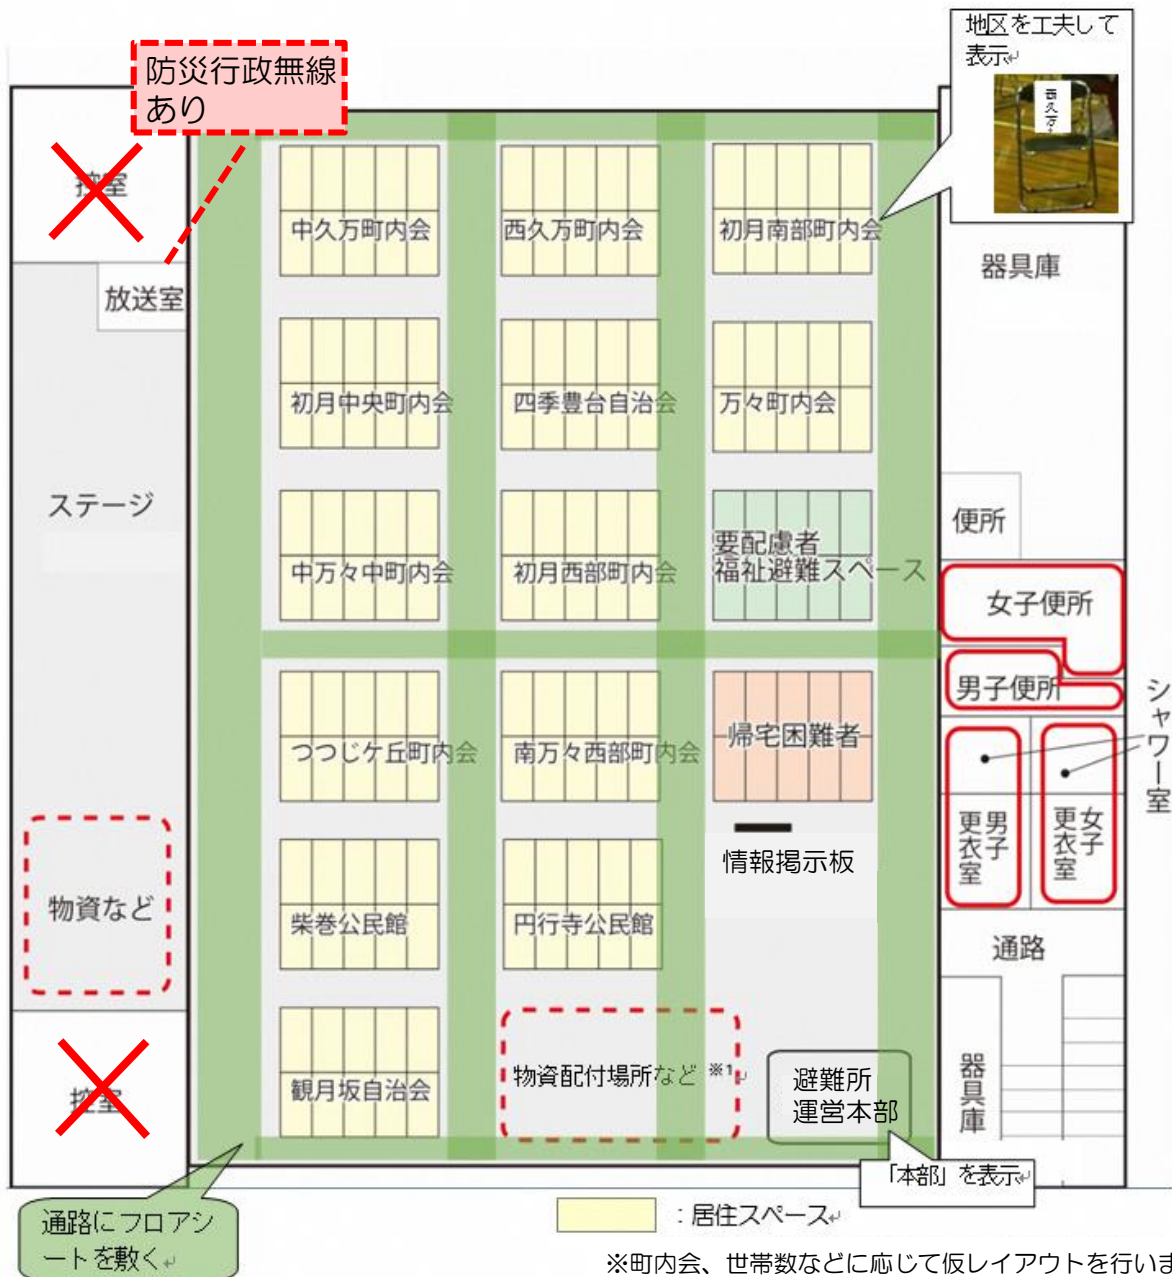 地区を工夫して
表示
西久万
防災行政無線
あり
控室
放送室
ステージ
物資など
控室
中久万町内会
西久万町内会
初月南部町内会
初月中央町内会
四季豊台自治会
万々町内会
中万々中町内会
初月西部町内会
要配慮者
福祉避難スペース
つつじケ丘町内会
南万々西部町内会
帰宅困難者
情報掲示板
柴巻公民館
円行寺公民館
観月坂自治会
物資配付場所など ※1
避難所
運営本部
「本部」を表示
器具庫
便所
女子便所
男子便所
シャワー室
男子
更衣室
女子
更衣室
通路
器具庫
通路にフロアシ
ートを敷く
：居住スペース
※町内会、世帯数などに応じて仮レイアウトを行いま